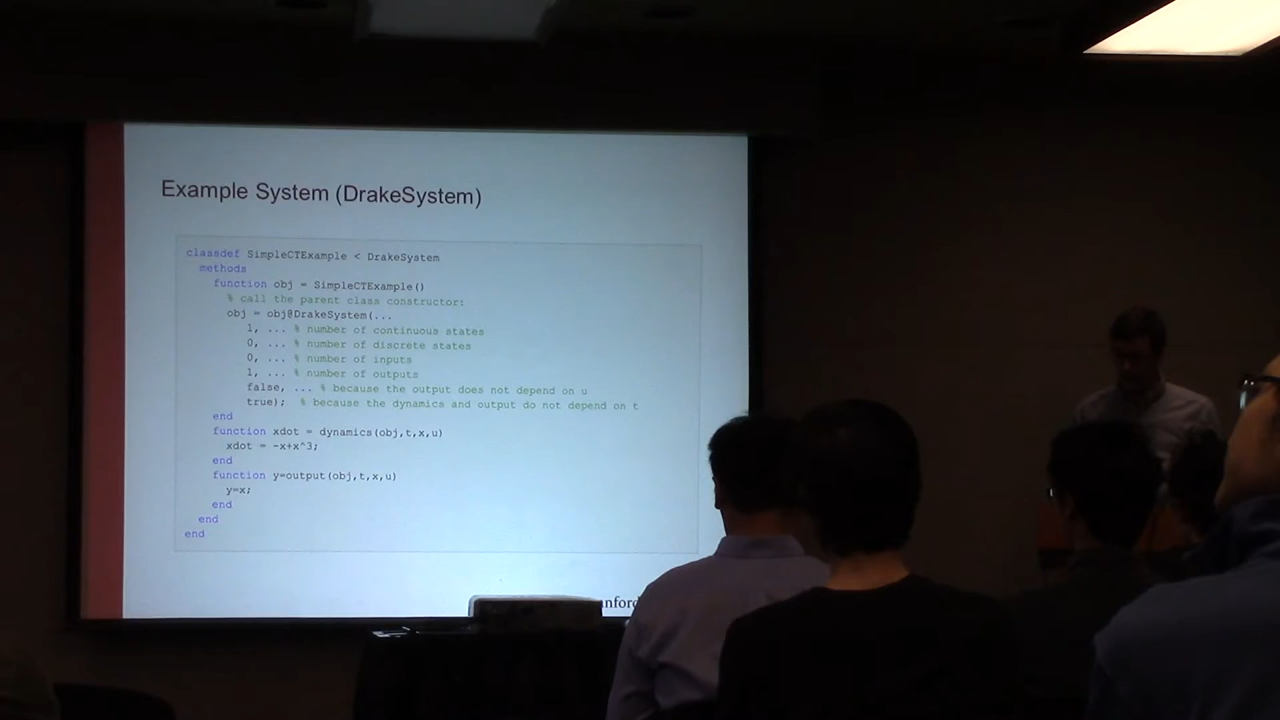 Example System (DrakeSystem)
classdef SimpleCTExample < DrakeSystem
methods
function obj = SimpleCTExample()
% call the parent class constructor:
obj = obj@DrakeSystem(...
1, ... % number of continuous states
0, ... % number of discrete states
0, ... % number of inputs
1, ... % number of outputs
false, ... % because the output does not depend on u
true); % because the dynamics and output do not depend on t
end
function xdot = dynamics(obj,t,x,u)
xdot = -x+x^3;
end
function y=output(obj,t,x,u)
y=x;
end
end
end